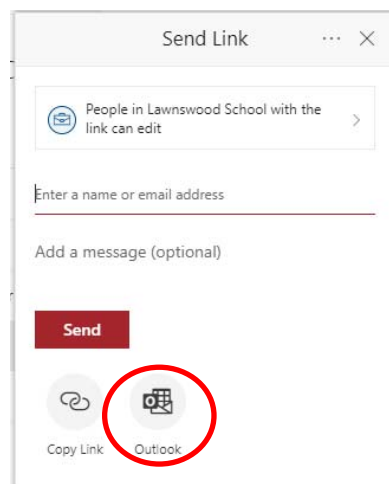 Send Link
People in Lawnswood School with the
link can edit
Enter a name or email address
Add a message (optional)
Send
Copy Link
Outlook